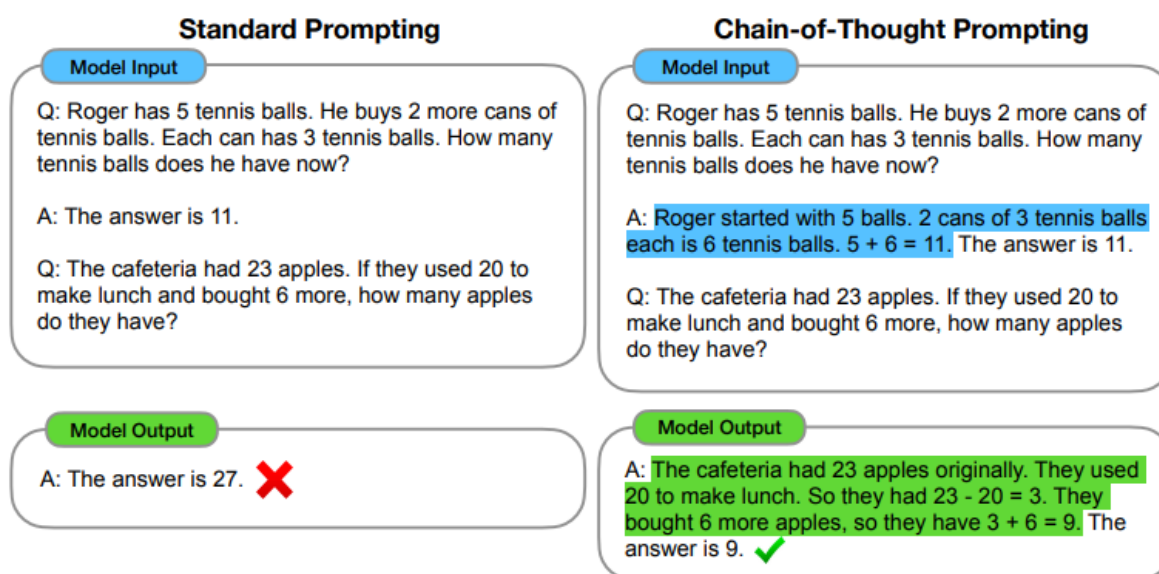 Standard Prompting
Model Input
Q: Roger has 5 tennis balls. He buys 2 more cans of
tennis balls. Each can has 3 tennis balls. How many
tennis balls does he have now?
A: The answer is 11.
Q: The cafeteria had 23 apples. If they used 20 to
make lunch and bought 6 more, how many apples
do they have?
Model Output
A: The answer is 27.
Chain-of-Thought Prompting
Model Input
Q: Roger has 5 tennis balls. He buys 2 more cans of
tennis balls. Each can has 3 tennis balls. How many
tennis balls does he have now?
A: Roger started with 5 balls. 2 cans of 3 tennis balls
each is 6 tennis balls. 5 + 6 = 11. The answer is 11.
Q: The cafeteria had 23 apples. If they used 20 to
make lunch and bought 6 more, how many apples
do they have?
Model Output
A: The cafeteria had 23 apples originally. They used
20 to make lunch. So they had 23 - 20 = 3. They
bought 6 more apples, so they have 3 + 6 = 9. The
answer is 9.